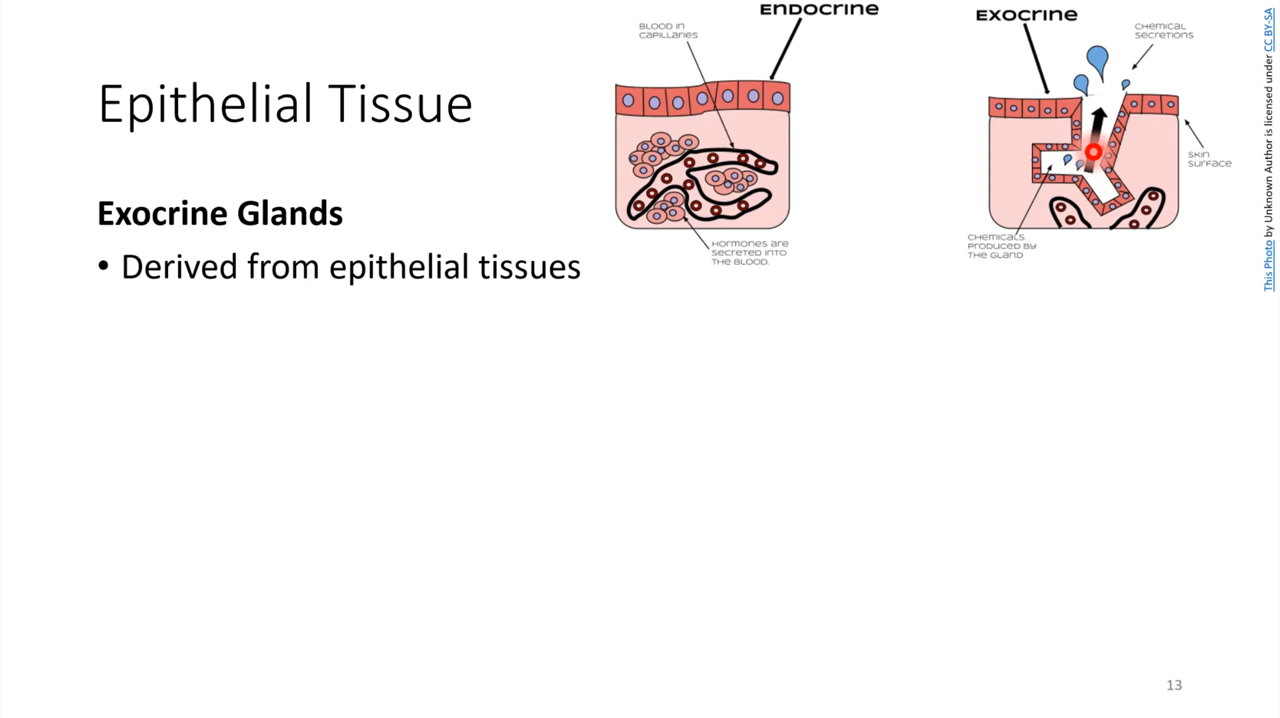 Epithelial Tissue
Exocrine Glands
• Derived from epithelial tissues
ENDOCRINE
BLOOD IN
CAPILLARIES
HORMONES ARE
SECRETED INTO
THE BLOOD.
EXOCRINE
CHEMICAL
SECRETIONS
SKIN
SURFACE
CHEMICALS
PRODUCED BY
THE GLAND
This Photo by Unknown Author is licensed under CC BY-SA
13